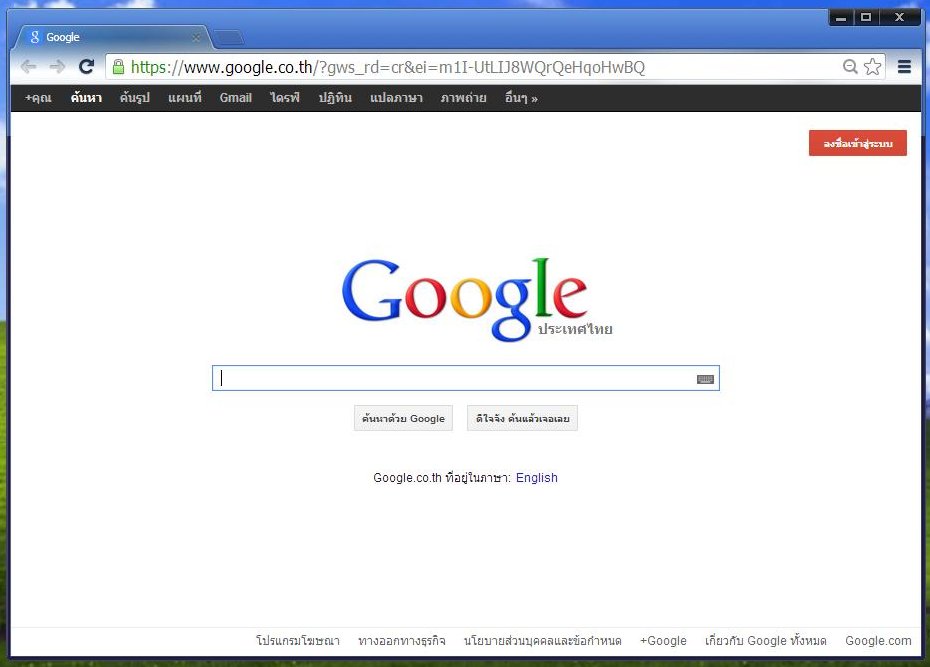 Google
https://www.google.co.th/?gws_rd=cr&ei=m1I-UtLIJ8WQrQeHqoHwBQ
+คุณ ค้นหา ค้นรูป แผนที่ Gmail ไดรฟ์ ปฏิทิน แปลภาษา ภาพถ่าย อื่นๆ »
ลงชื่อเข้าสู่ระบบ
Google
ประเทศไทย
ค้นหาด้วย Google ดีใจจัง ค้นแล้วเจอเลย
Google.co.th ที่อยู่ในภาษา: English
โปรแกรมโฆษณา ทางออกทางธุรกิจ นโยบายส่วนบุคคลและข้อกำหนด +Google เกี่ยวกับ Google ทั้งหมด Google.com